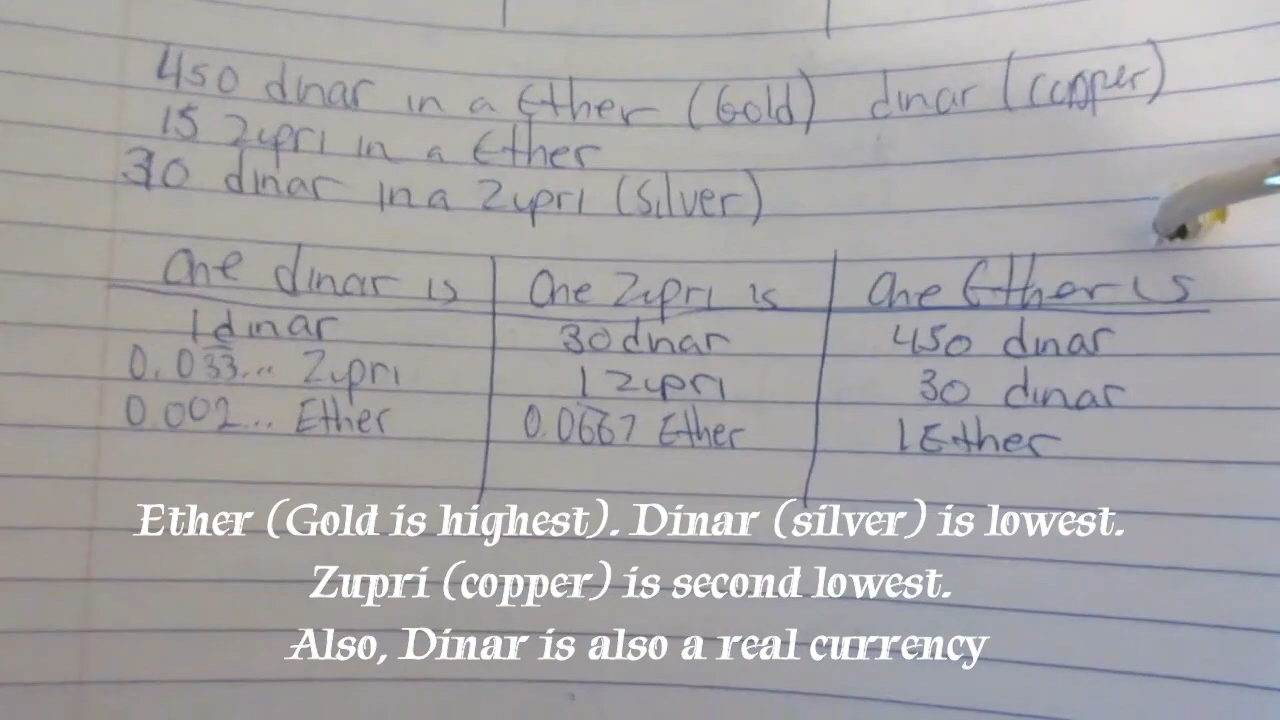 450 dinar in a Ether (Gold) dinar (copper)
15 Zupri in a Ether
30 dinar in a Zupri (silver)
One dinar is One Zupri is One Ether is
1 dinar 30 dinar 450 dinar
0.033... Zupri 1 Zupri 30 dinar
0.002... Ether 0.0667 Ether 1 Ether
Ether (Gold is highest). Dinar (silver) is lowest.
Zupri (copper) is second lowest.
Also, Dinar is also a real currency